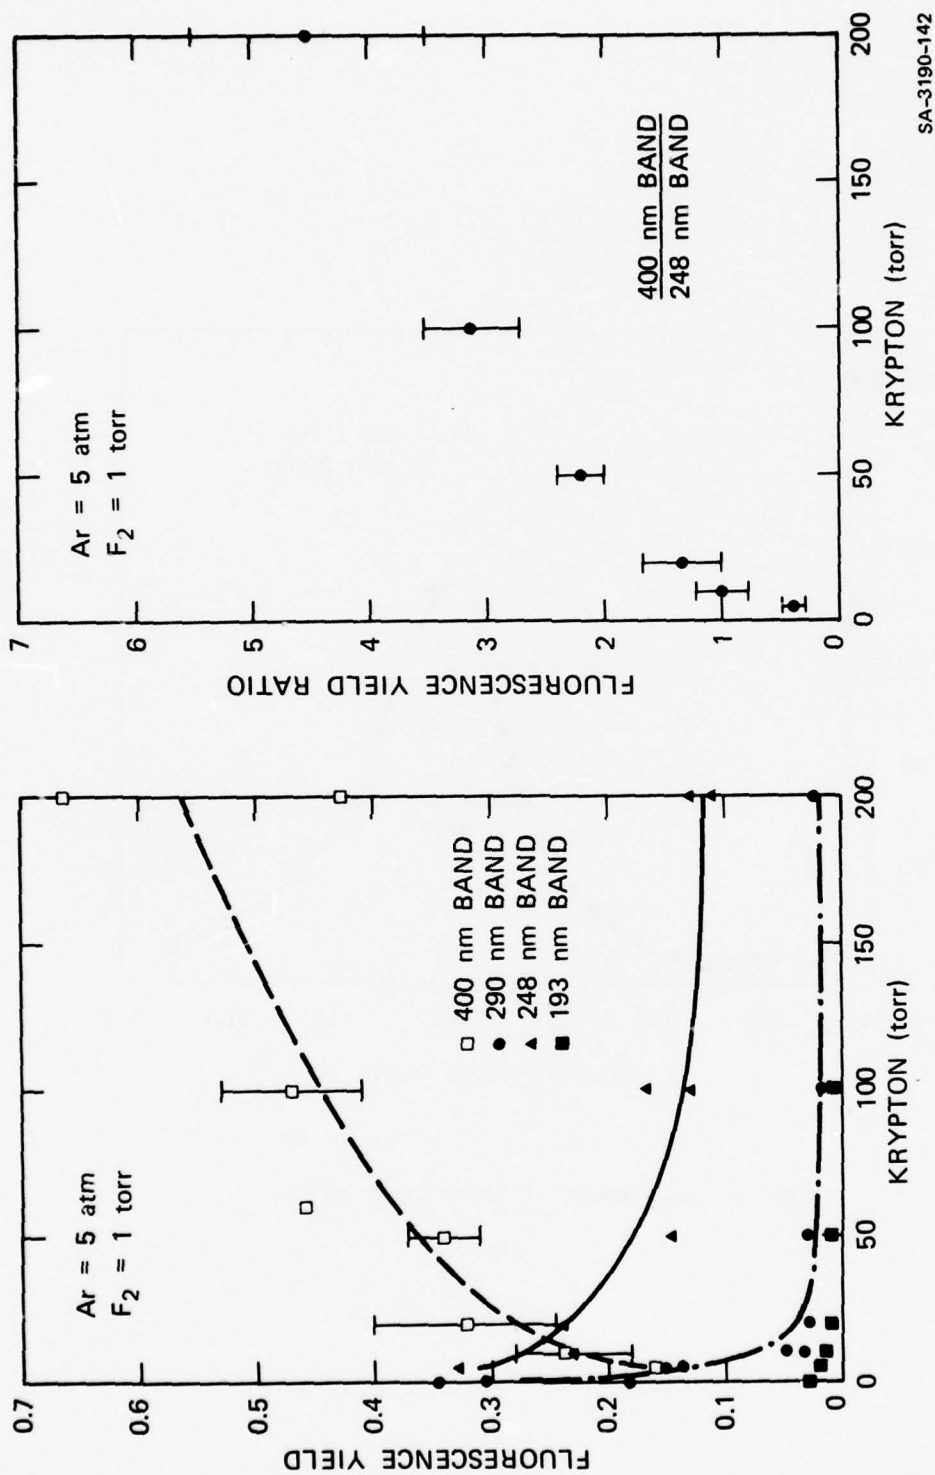 FLUORESCENCE YIELD
0.7
0.6
0.5
0.4
0.3
0.2
0.1
0
Ar = 5 atm
F2 = 1 torr
400 nm BAND
290 nm BAND
248 nm BAND
193 nm BAND
0 50 100 150 200
KRYPTON (torr)
FLUORESCENCE YIELD RATIO
7
6
5
4
3
2
1
0
Ar = 5 atm
F2 = 1 torr
400 nm BAND
248 nm BAND
0 50 100 150 200
KRYPTON (torr)
SA-3190-142